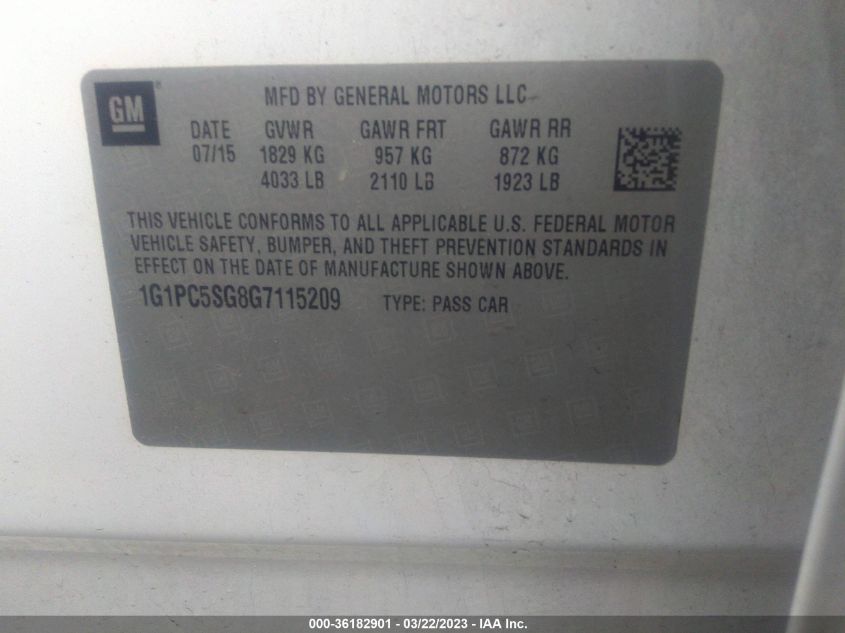 GM
MFD BY GENERAL MOTORS LLC
DATE GVWR GAWR FRT GAWR RR
07/15 1829 KG 957 KG 872 KG
4033 LB 2110 LB 1923 LB
THIS VEHICLE CONFORMS TO ALL APPLICABLE U.S. FEDERAL MOTOR
VEHICLE SAFETY, BUMPER, AND THEFT PREVENTION STANDARDS IN
EFFECT ON THE DATE OF MANUFACTURE SHOWN ABOVE.
1G1PC5SG8G7115209 TYPE: PASS CAR
000-36182901 - 03/22/2023 - IAA Inc.